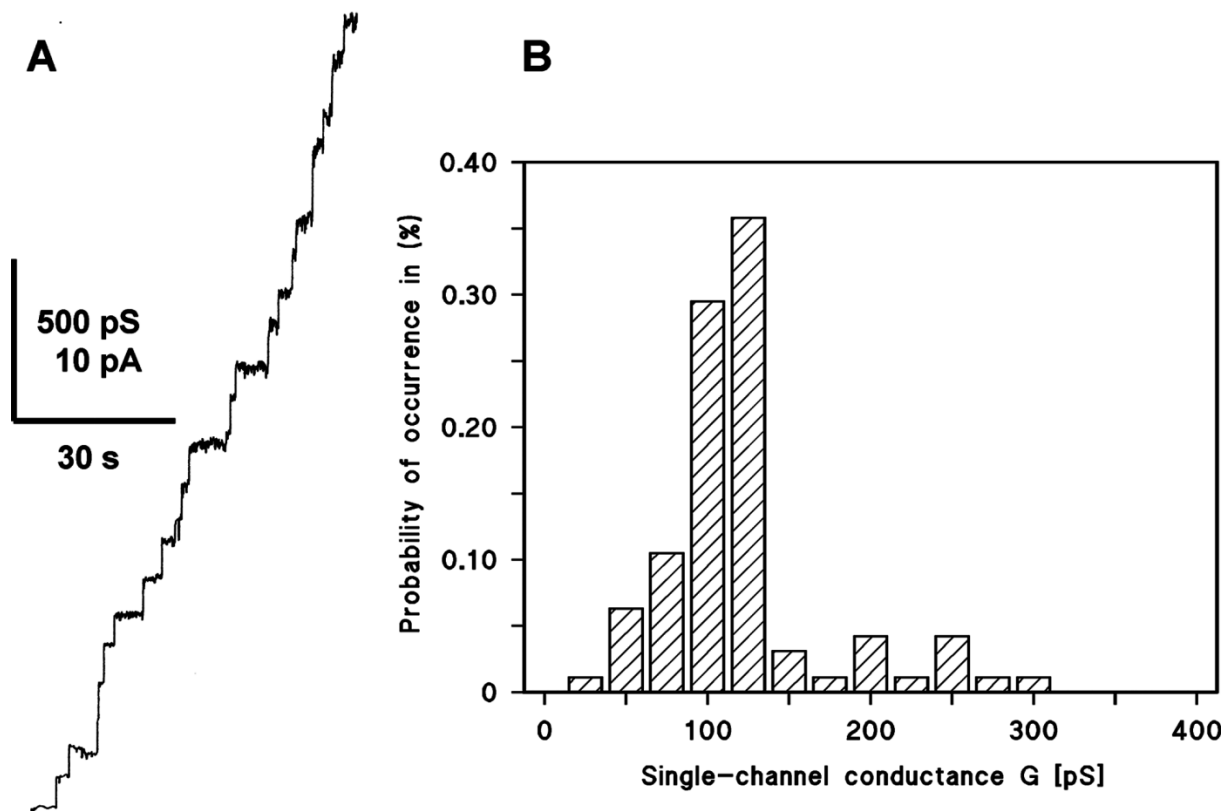 A
500 pS
10 pA
30 s
B
Probability of occurrence in (%)
0.40
0.30
0.20
0.10
0
0 100 200 300 400
Single-channel conductance G [pS]